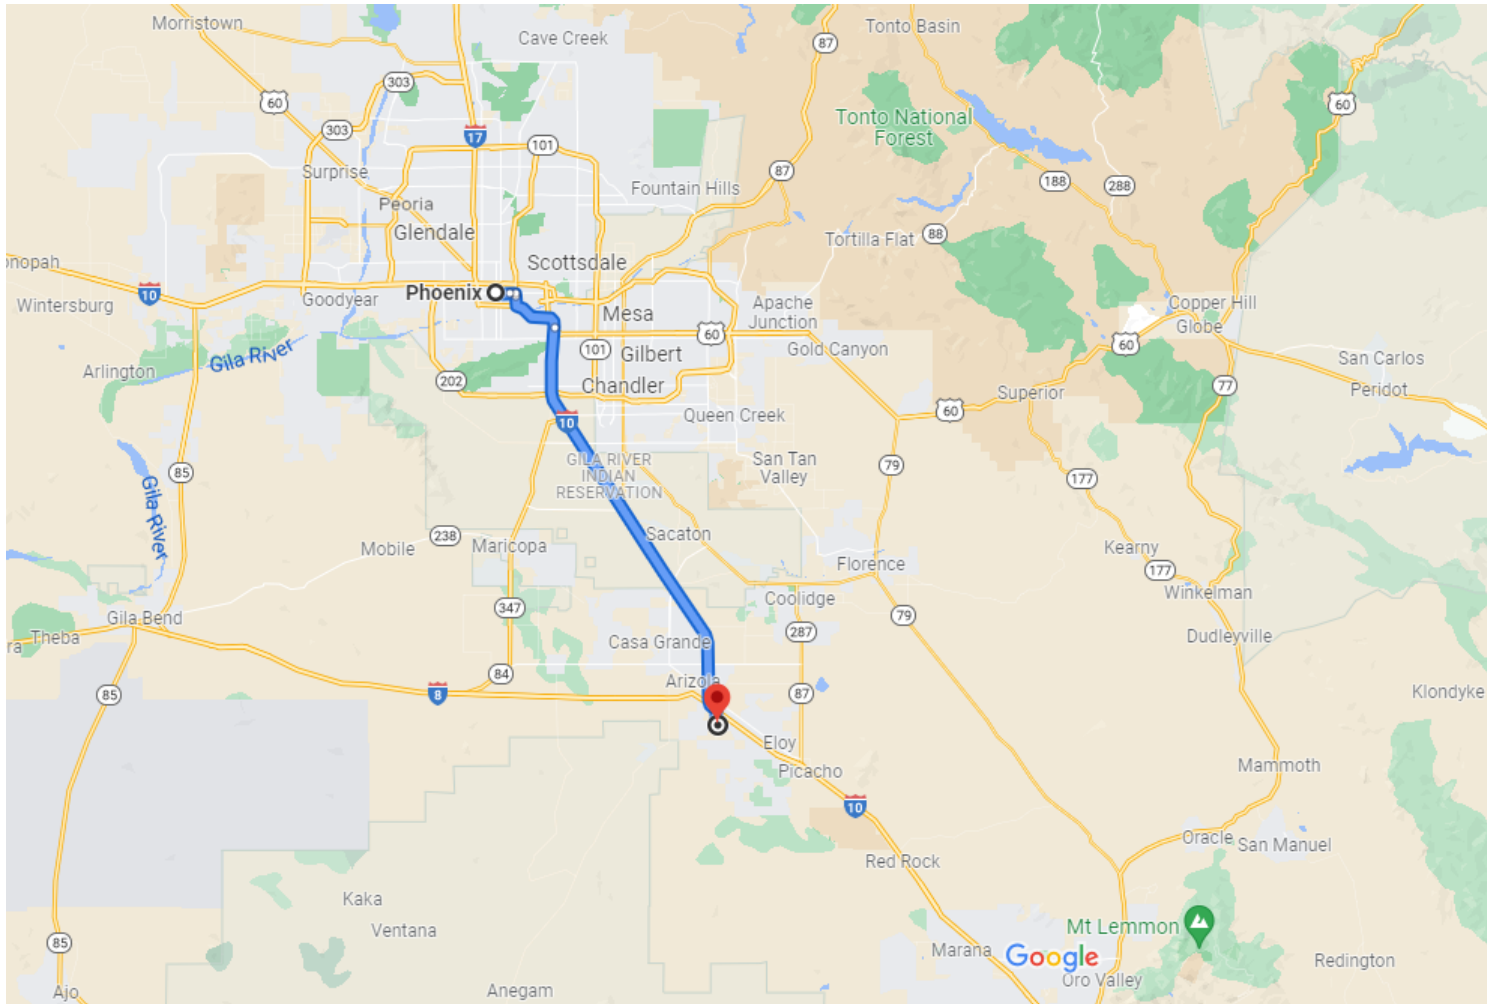 Morristown
Cave Creek
Tonto Basin
87
303
60
60
Tonto National
Forest
303
17
101
87
Surprise
188
288
Fountain Hills
Peoria
Glendale
88
Tortilla Flat
Scottsdale
onopah
10
Phoenix
Goodyear
Wintersburg
Apache
Junction
Copper Hill
Globe
Mesa
60
60
Gila River
101
Gilbert
Gold Canyon
San Carlos
Arlington
202
Chandler
77
Peridot
Superior
Queen Creek
60
10
GILA RIVER
INDIAN
RESERVATION
San Tan
Valley
79
85
177
Gila River
Sacaton
238
Mobile
Maricopa
Kearny
Florence
177
Winkelman
Coolidge
347
79
Gila Bend
287
ra
Theba
Casa Grande
Dudleyville
84
Arizola
8
85
87
Klondyke
Eloy
Picacho
Mammoth
10
Oracle
San Manuel
Red Rock
Kaka
Ventana
Mt Lemmon
85
Marana
Google
Redington
Oro Valley
Ajo
Anegam